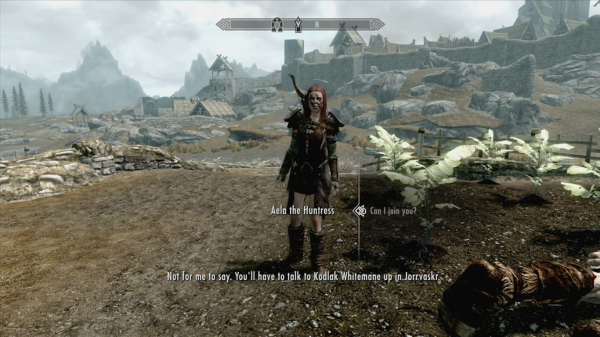 N
Aela the Huntress
Can I join you?
Not for me to say. You'll have to talk to Kodlak Whitemane up in Jorrvaskr.